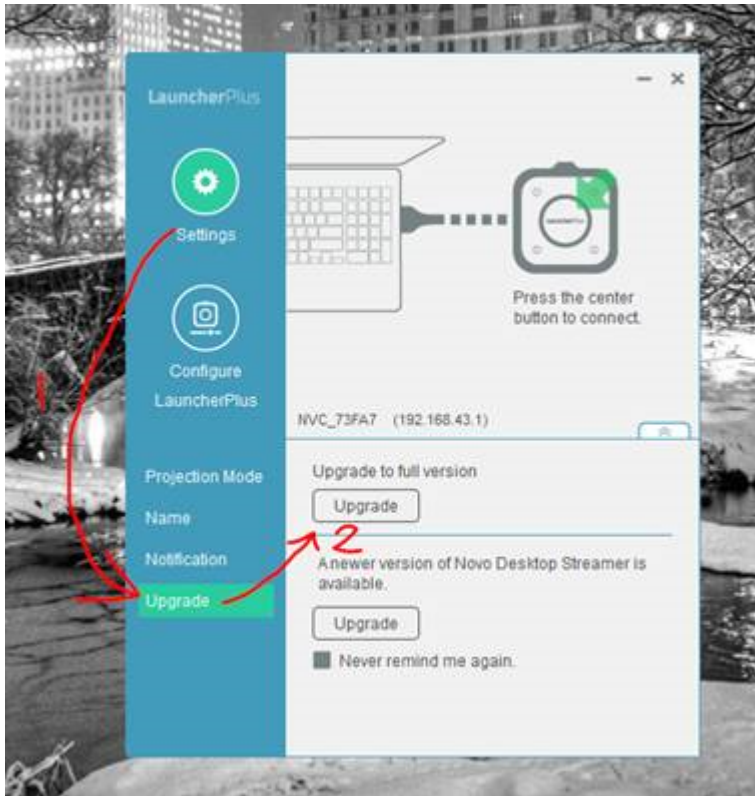 LauncherPlus
Settings
Configure
LauncherPlus
Projection Mode
Name
Notification
Upgrade
Press the center
button to connect.
NVC_73FA7 (192.168.43.1)
Upgrade to full version
Upgrade
A newer version of Novo Desktop Streamer is
available.
Upgrade
Never remind me again.
1
2